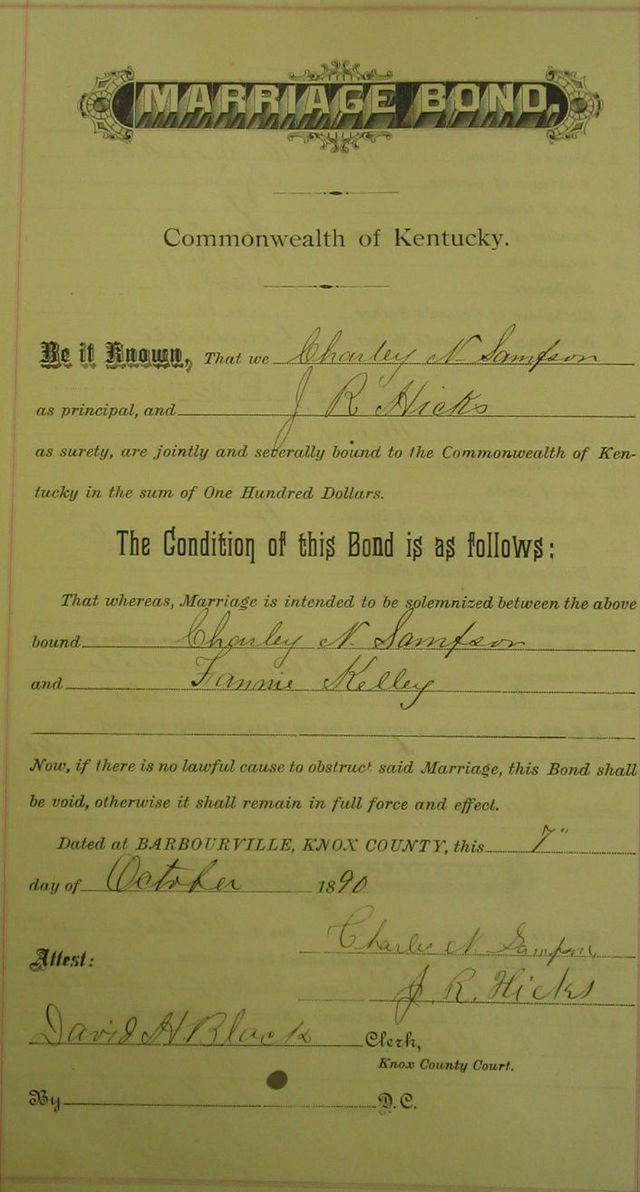 MARRIAGE BOND.
Commonwealth of Kentucky.
Be it Known, That we Charley N Sampson
as principal, and J R Hicks
as surety, are jointly and severally bound to the Commonwealth of Ken-
tucky in the sum of One Hundred Dollars.
The Condition of this Bond is as follows:
That whereas, Marriage is intended to be solemnized between the above
bound Charley N. Sampson
and Fannie Kelley
Now, if there is no lawful cause to obstruct said Marriage, this Bond shall
be void, otherwise it shall remain in full force and effect.
Dated at BARBOURVILLE, KNOX COUNTY, this 7"
day of October 1890
Charley N. Sampson
Attest:
J. R. Hicks
David H Black Clerk,
Knox County Court.
By D. C.